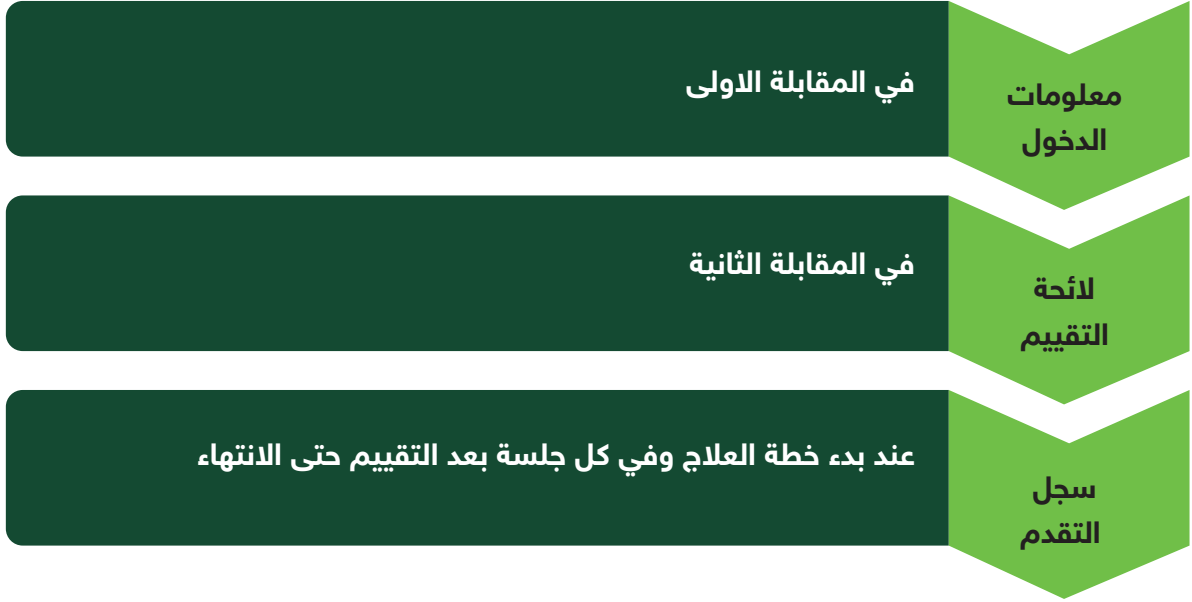 معلومات
الدخول
في المقابلة الاولى
لائحة
التقييم
في المقابلة الثانية
سجل
التقدم
عند بدء خطة العلاج وفي كل جلسة بعد التقييم حتى الانتهاء